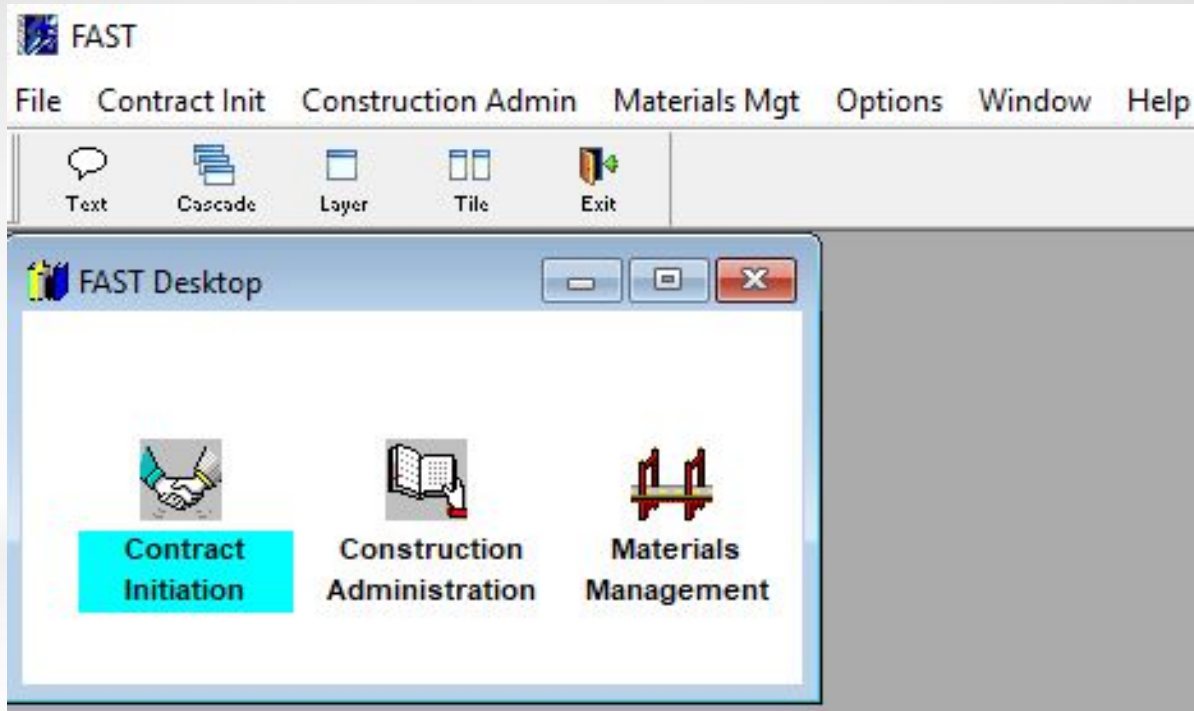 FAST
File Contract Init Construction Admin Materials Mgt Options Window Help
Text Cascade Layer Tile Exit
FAST Desktop
Contract Initiation
Construction Administration
Materials Management